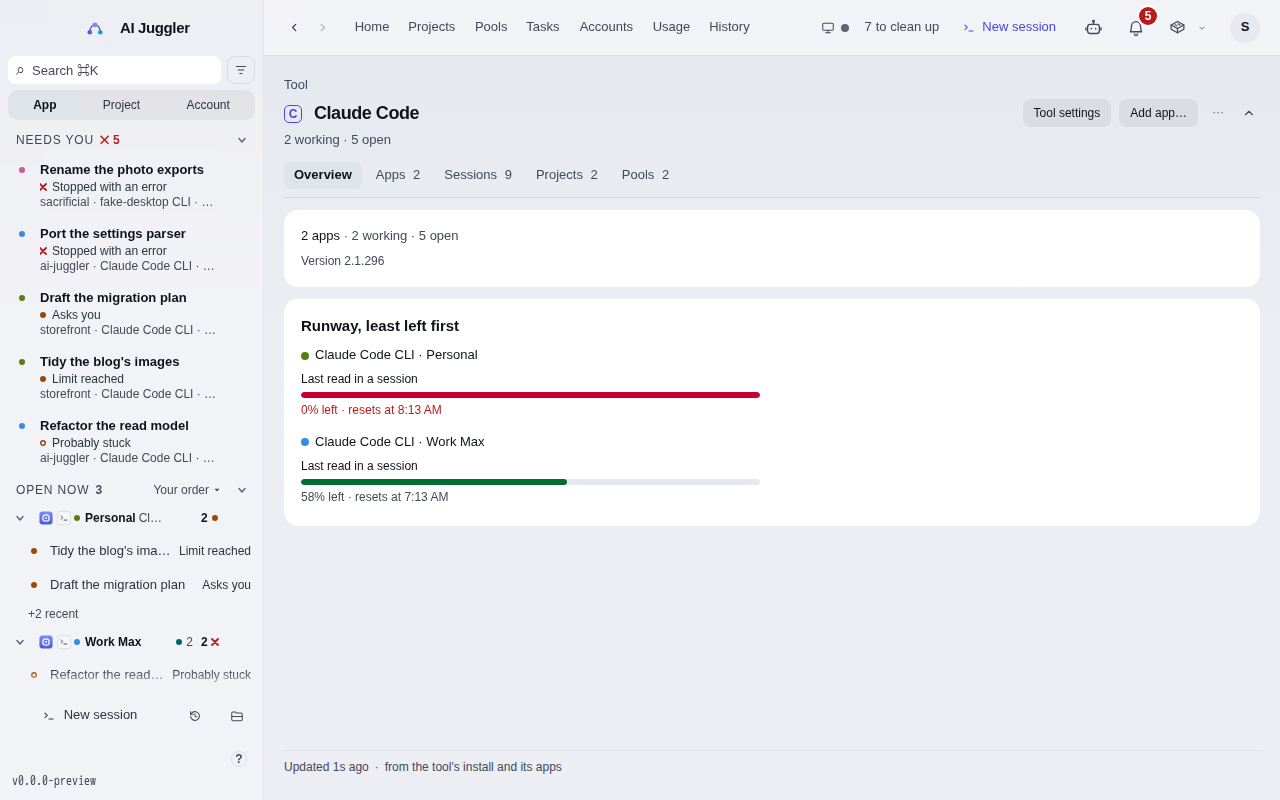 AI Juggler
Search ⌘K
App Project Account
NEEDS YOU 5
Rename the photo exports
Stopped with an error
sacrificial · fake-desktop CLI · …
Port the settings parser
Stopped with an error
ai-juggler · Claude Code CLI · …
Draft the migration plan
Asks you
storefront · Claude Code CLI · …
Tidy the blog's images
Limit reached
storefront · Claude Code CLI · …
Refactor the read model
Probably stuck
ai-juggler · Claude Code CLI · …
OPEN NOW 3 Your order
Personal Cl… 2
Tidy the blog's ima… Limit reached
Draft the migration plan Asks you
+2 recent
Work Max 2 2
Refactor the read… Probably stuck
New session
?
v0.0.0-preview
Home Projects Pools Tasks Accounts Usage History 7 to clean up New session 5 S
Tool
C Claude Code
Tool settings Add app… ···
2 working · 5 open
Overview Apps 2 Sessions 9 Projects 2 Pools 2
2 apps · 2 working · 5 open
Version 2.1.296
Runway, least left first
Claude Code CLI · Personal
Last read in a session
0% left · resets at 8:13 AM
Claude Code CLI · Work Max
Last read in a session
58% left · resets at 7:13 AM
Updated 1s ago · from the tool's install and its apps